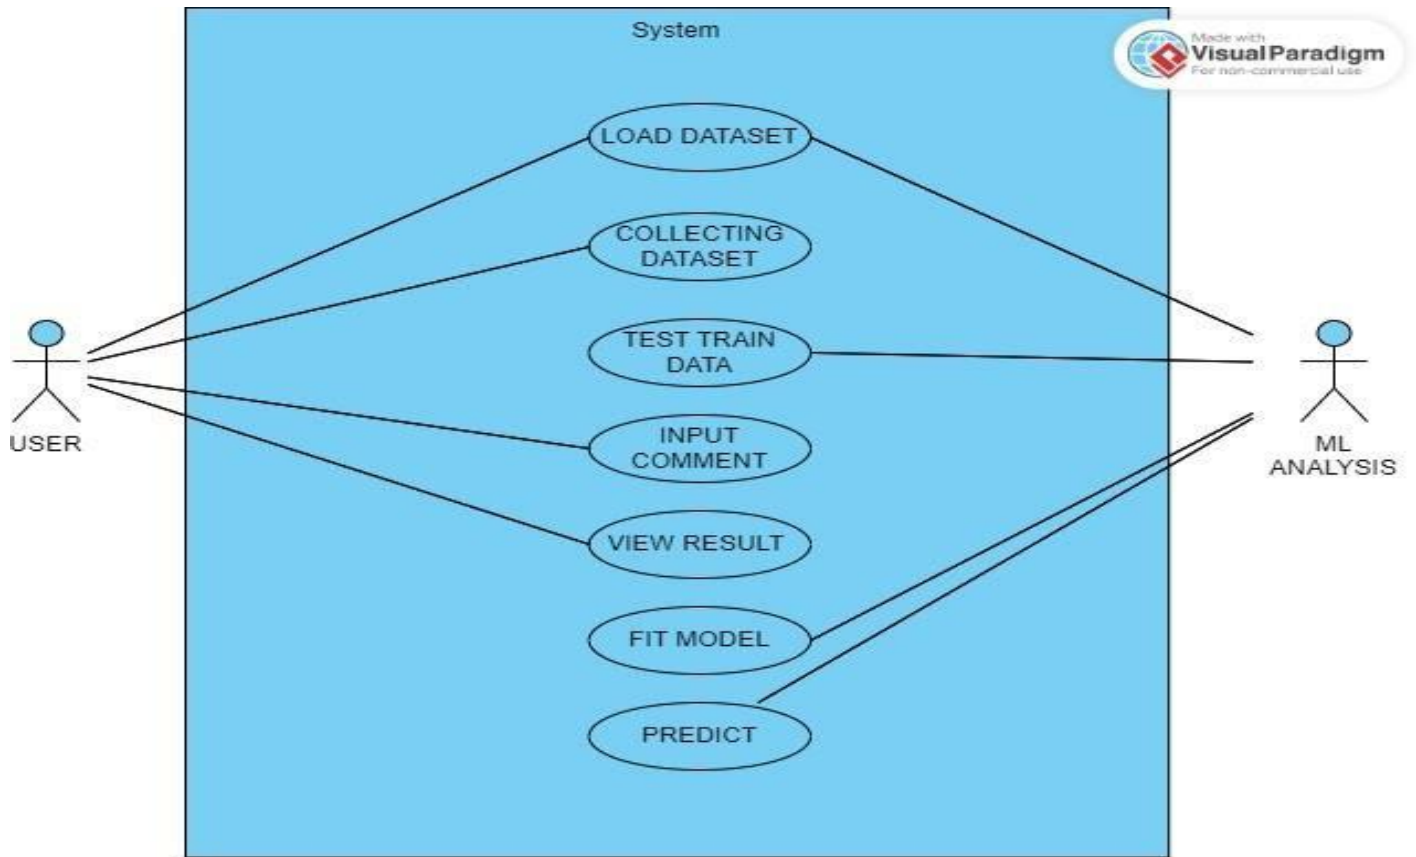 System
Made with
Visual Paradigm
For non-commercial use
LOAD DATASET
COLLECTING
DATASET
TEST TRAIN
DATA
USER
INPUT
COMMENT
ML
ANALYSIS
VIEW RESULT
FIT MODEL
PREDICT